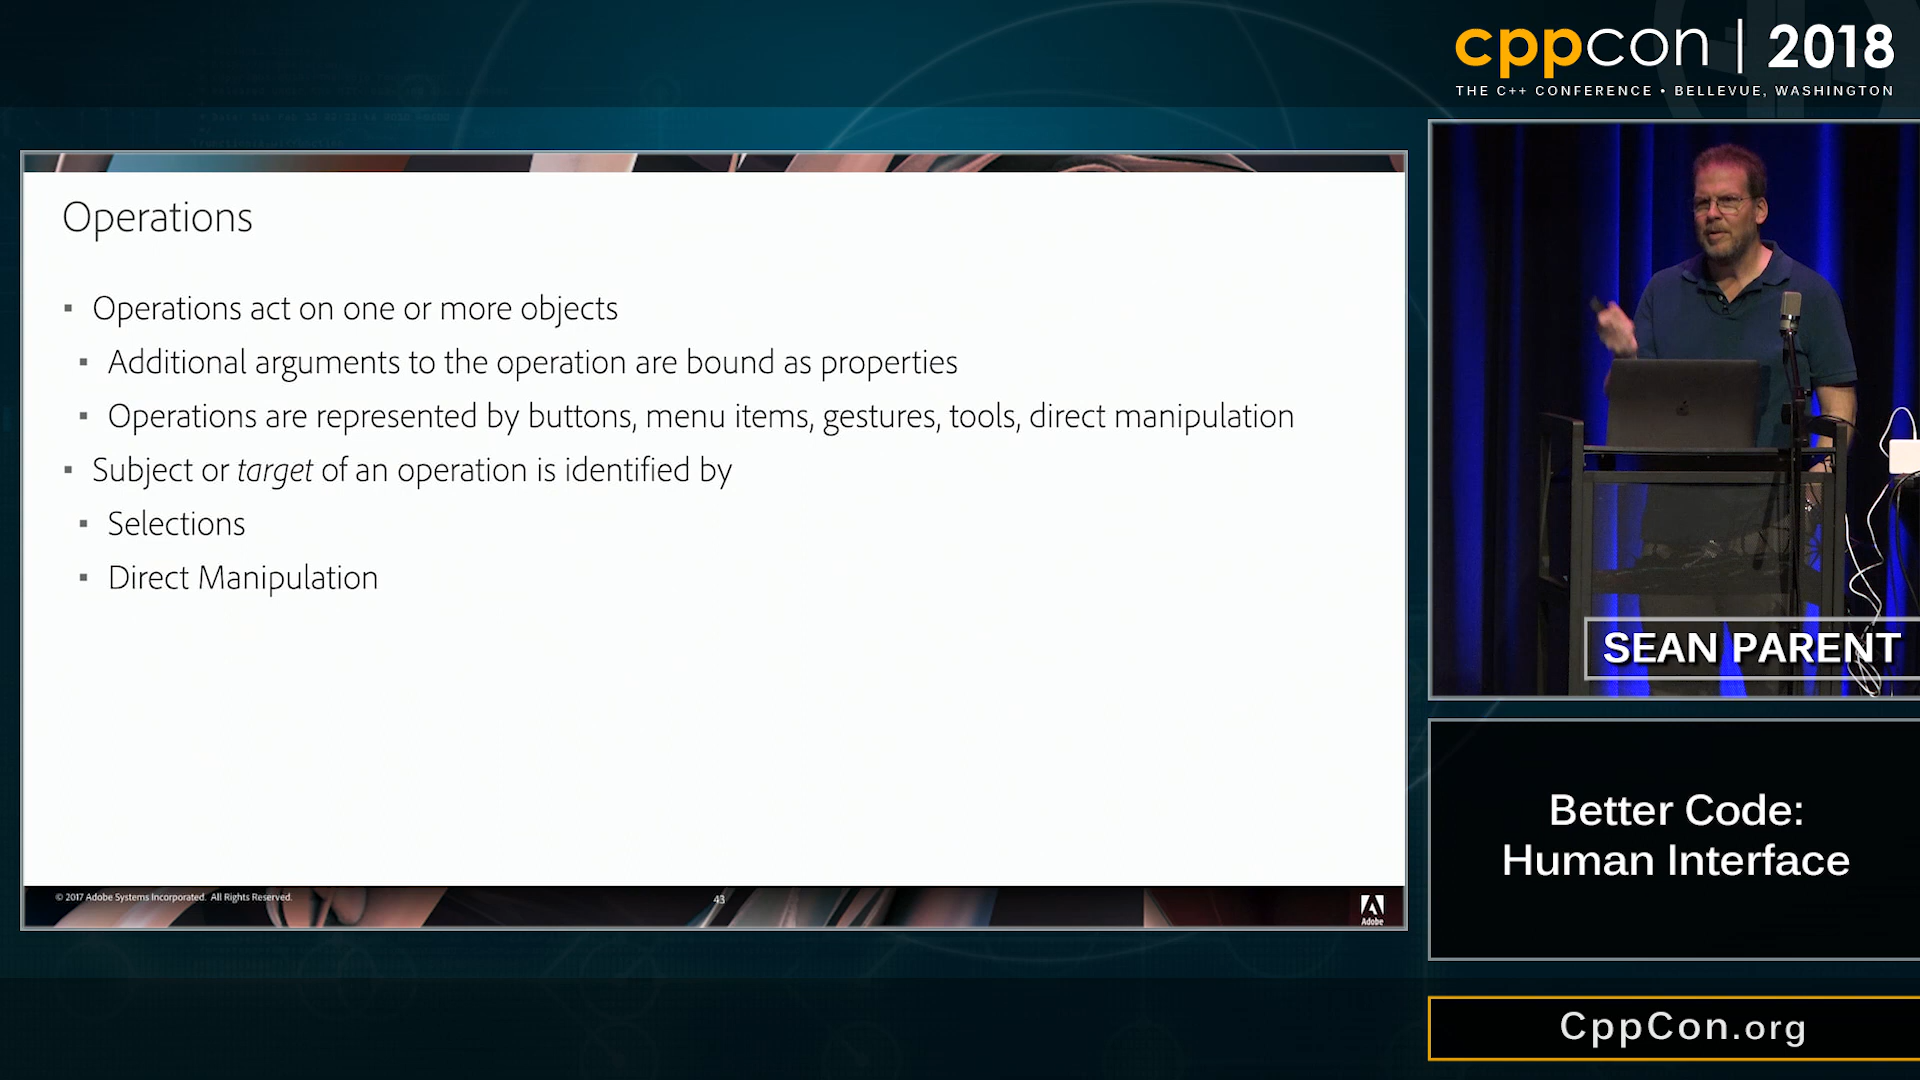 cppcon | 2018
THE C++ CONFERENCE • BELLEVUE, WASHINGTON
Operations
▪ Operations act on one or more objects
▪ Additional arguments to the operation are bound as properties
▪ Operations are represented by buttons, menu items, gestures, tools, direct manipulation
▪ Subject or target of an operation is identified by
▪ Selections
▪ Direct Manipulation
© 2017 Adobe Systems Incorporated. All Rights Reserved.
43
Adobe
SEAN PARENT
Better Code:
Human Interface
CppCon.org